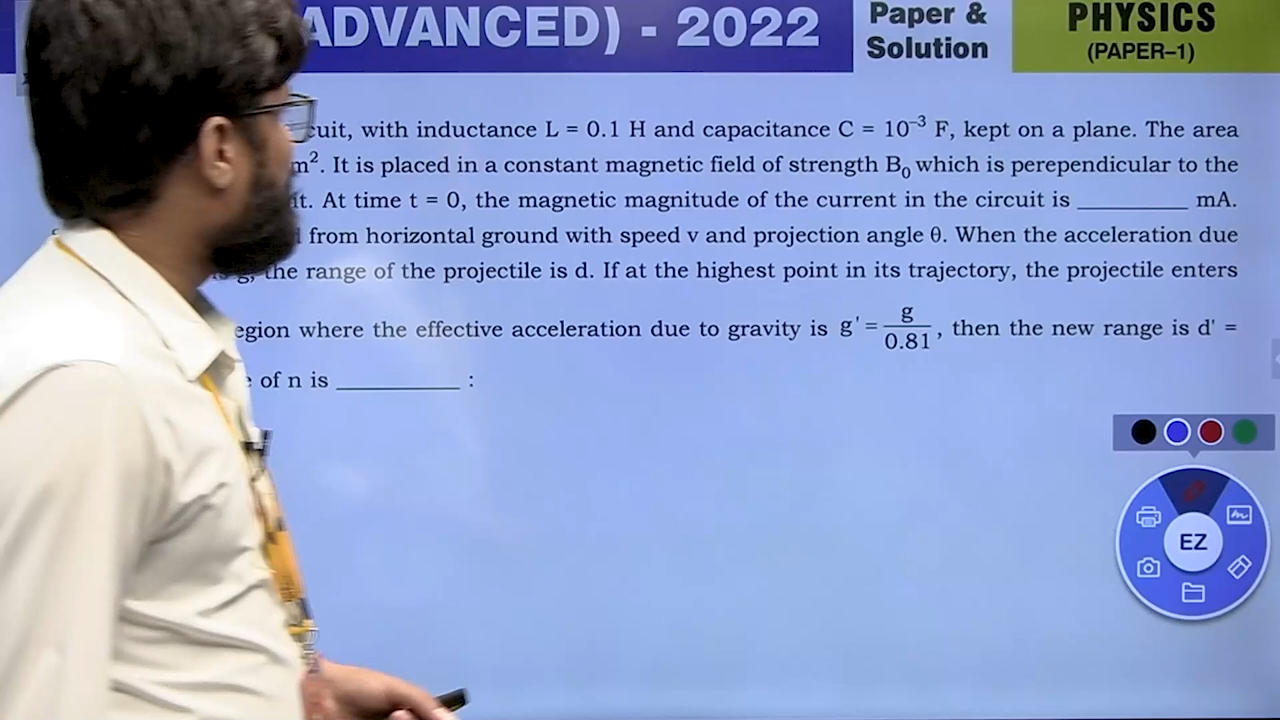 ADVANCED) - 2022
Paper &
Solution
PHYSICS
(PAPER–1)
cuit, with inductance L = 0.1 H and capacitance C = 10⁻³ F, kept on a plane. The area
m². It is placed in a constant magnetic field of strength B₀ which is perependicular to the
it. At time t = 0, the magnetic magnitude of the current in the circuit is ________ mA.
from horizontal ground with speed v and projection angle θ. When the acceleration due
is g, the range of the projectile is d. If at the highest point in its trajectory, the projectile enters
egion where the effective acceleration due to gravity is g' = g/0.81, then the new range is d' =
of n is _________ :
EZ